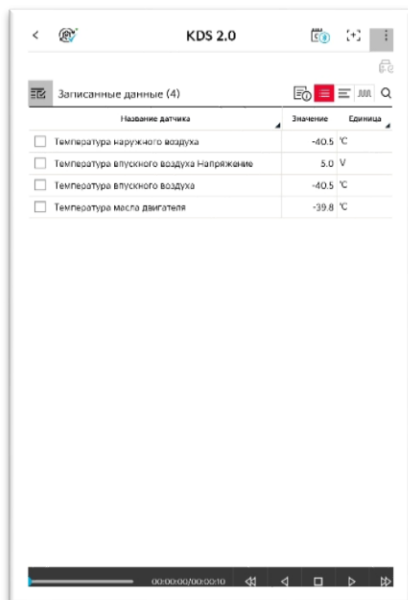 KDS 2.0
Записанные данные (4)
Название датчика Значение Единица
Температура наружного воздуха -40.5 °C
Температура впускного воздуха Напряжение 5.0 V
Температура впускного воздуха -40.5 °C
Температура масла двигателя -39.8 °C
00:00:00/00:00:10